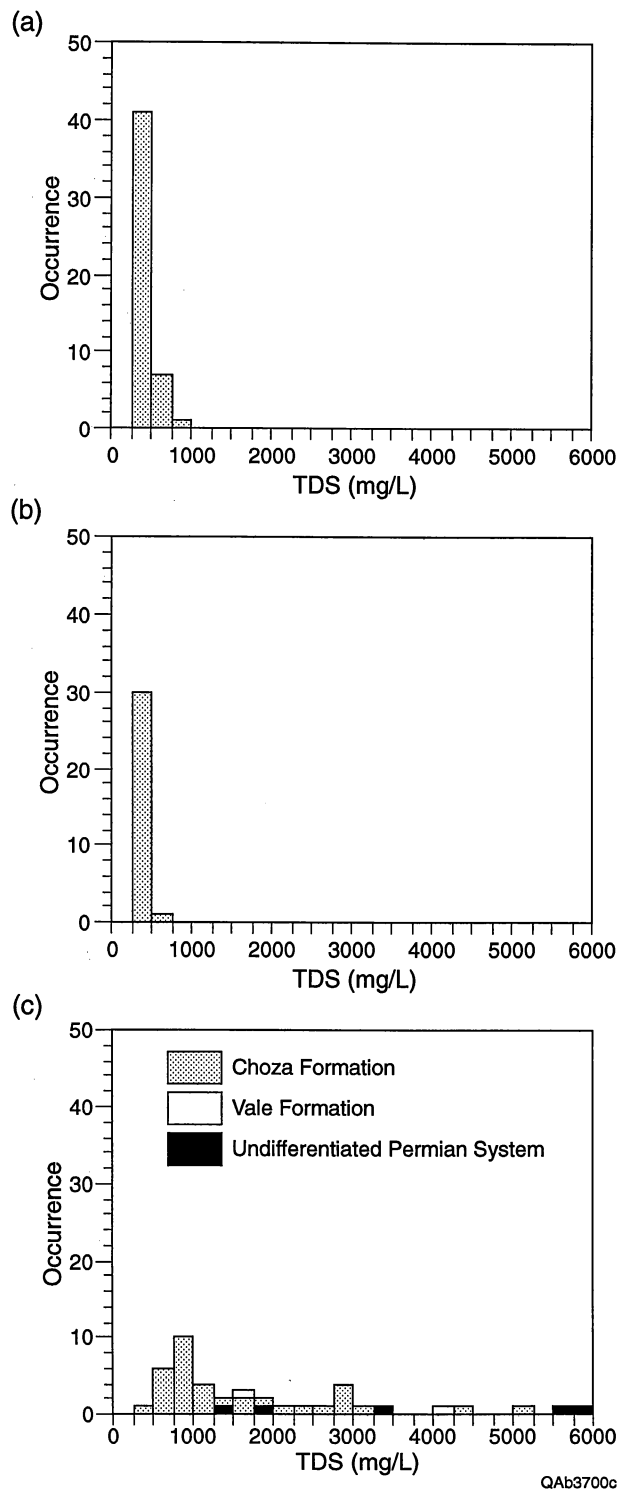 (a)
50
40
30
20
10
0
Occurrence
0 1000 2000 3000 4000 5000 6000
TDS (mg/L)
(b)
50
40
30
20
10
0
Occurrence
0 1000 2000 3000 4000 5000 6000
TDS (mg/L)
(c)
50
40
30
20
10
0
Occurrence
Choza Formation
Vale Formation
Undifferentiated Permian System
0 1000 2000 3000 4000 5000 6000
TDS (mg/L)
QAb3700c